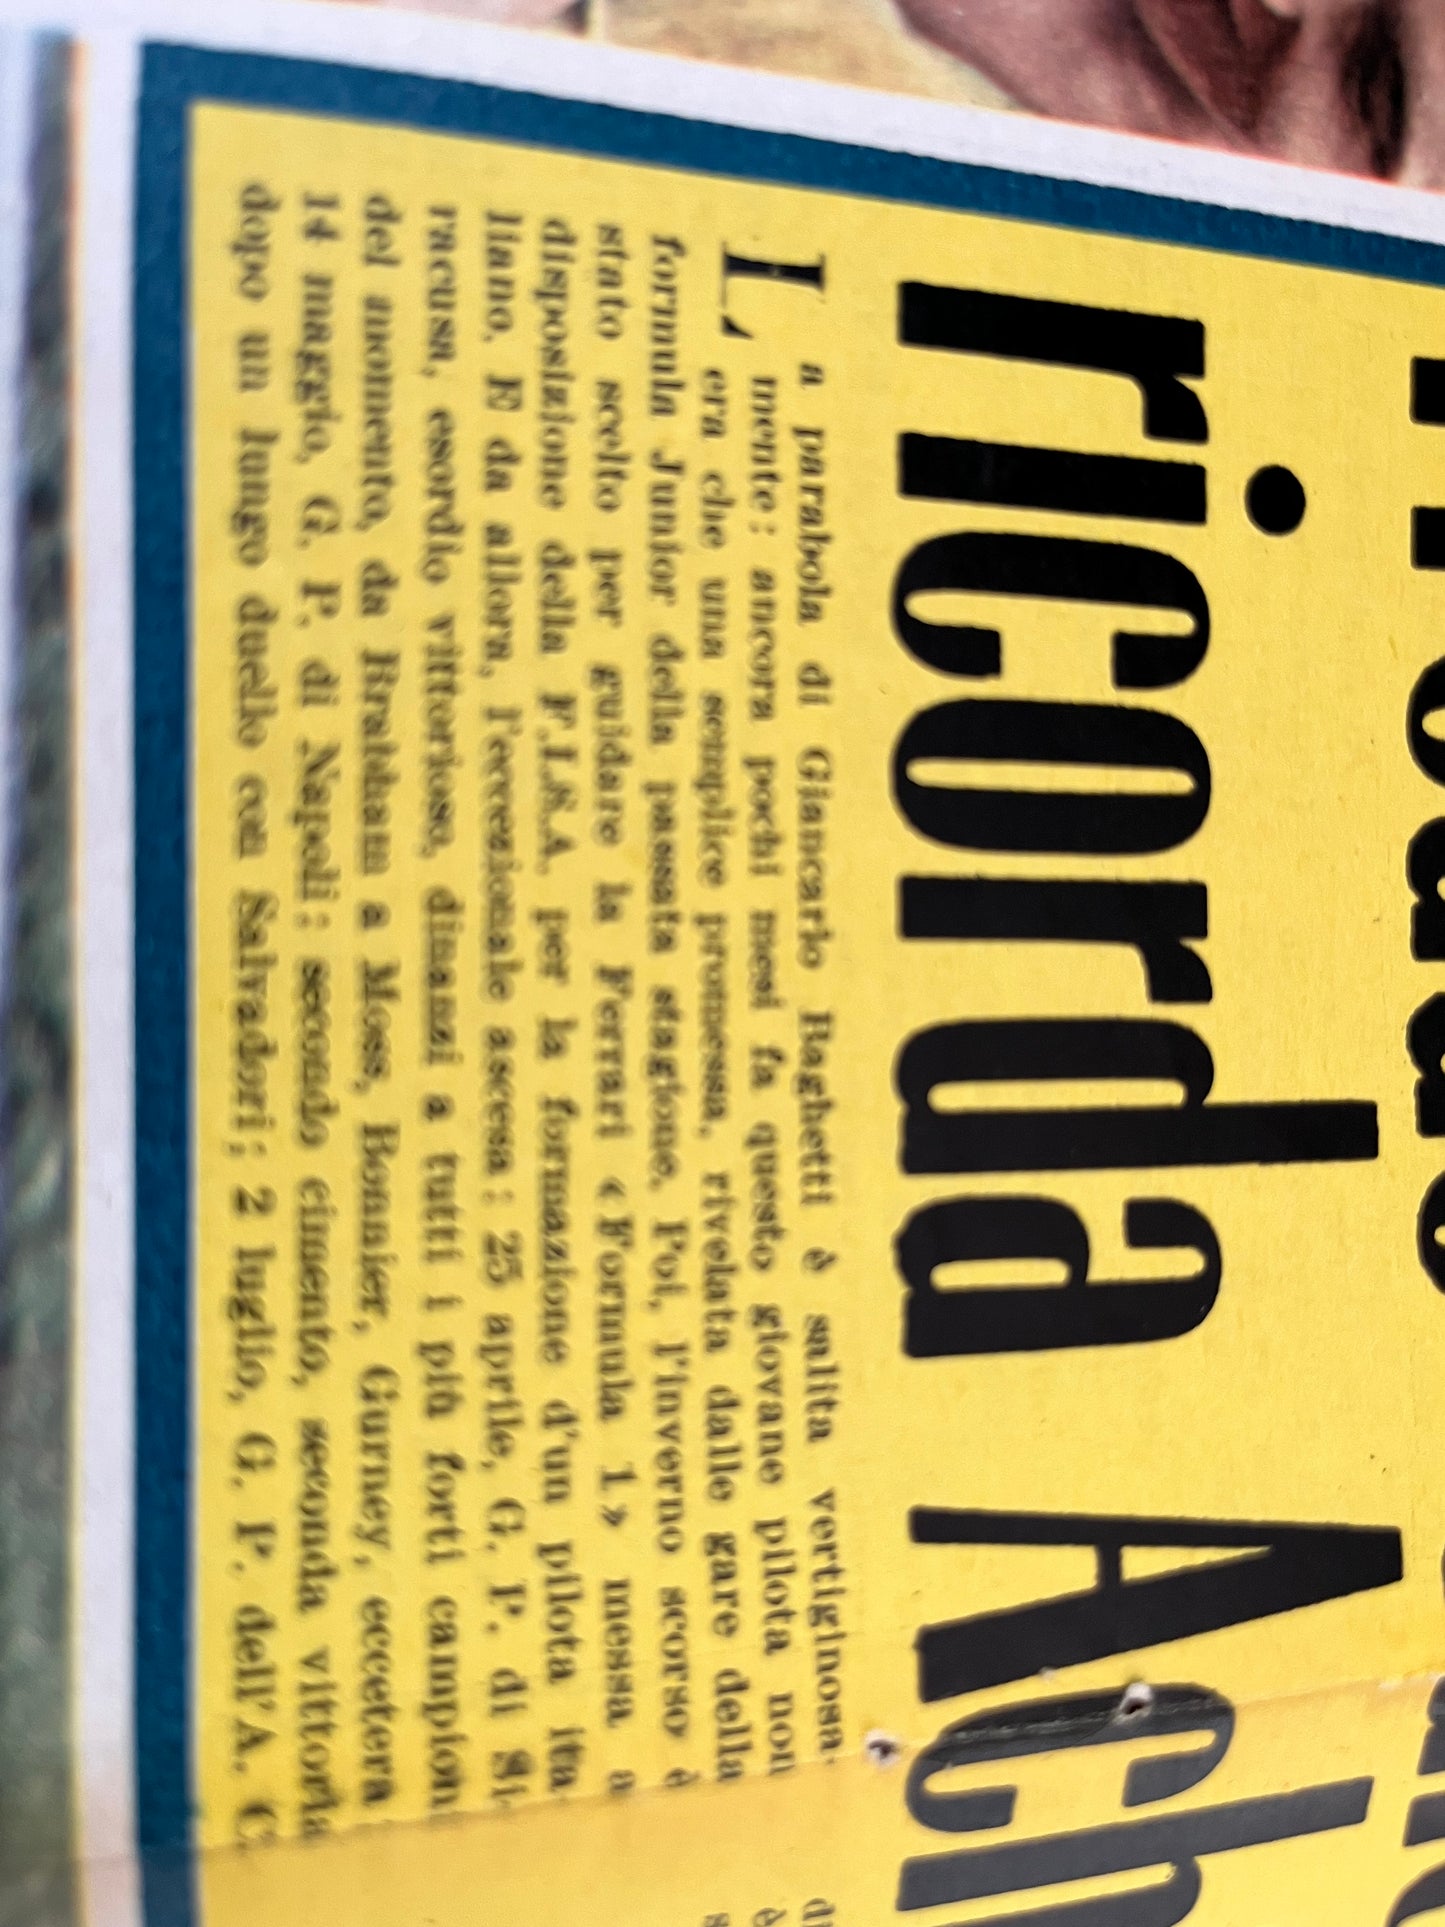 ricorda Ach
La parabola di Giancarlo Baghetti è salita vertiginosa-
mente: ancora pochi mesi fa questo giovane pilota non
era che una semplice promessa, rivelata dalle gare della
formula Junior della passata stagione. Poi, l'inverno scorso è
stato scelto per guidare la Ferrari « Formula 1 » messa a
disposizione della F.I.S.A. per la formazione d'un pilota ita-
liano. E da allora, l'eccezionale ascesa: 25 aprile, G. P. di Si-
racusa, esordio vittorioso, dinanzi a tutti i più forti campioni
del momento, da Brabham a Moss, Bonnier, Gurney, eccetera;
14 maggio, G. P. di Napoli: secondo cimento, seconda vittoria
dopo un lungo duello con Salvadori; 2 luglio, G. P. dell'A. C.
è
s